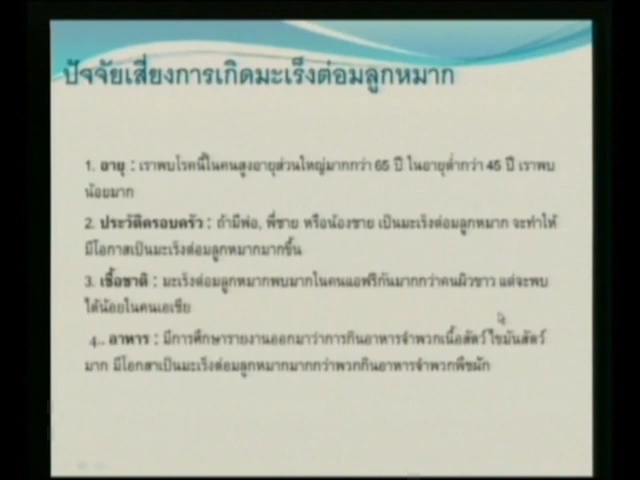 ปัจจัยเสี่ยงการเกิดมะเร็งต่อมลูกหมาก
1. อายุ : เราพบโรคนี้ในคนสูงอายุส่วนใหญ่มากกว่า 65 ปี ในอายุต่ำกว่า 45 ปี เราพบ
น้อยมาก
2. ประวัติครอบครัว : ถ้ามีพ่อ, พี่ชาย หรือน้องชาย เป็นมะเร็งต่อมลูกหมาก จะทำให้
มีโอกาสเป็นมะเร็งต่อมลูกหมากมากขึ้น
3. เชื้อชาติ : มะเร็งต่อมลูกหมากพบมากในคนแอฟริกันมากกว่าคนผิวขาว แต่จะพบ
ได้น้อยในคนเอเชีย
4.. อาหาร : มีการศึกษารายงานออกมาว่าการกินอาหารจำพวกเนื้อสัตว์ ไขมันสัตว์
มาก มีโอกสาเป็นมะเร็งต่อมลูกหมากมากกว่าพวกกินอาหารจำพวกพืชผัก